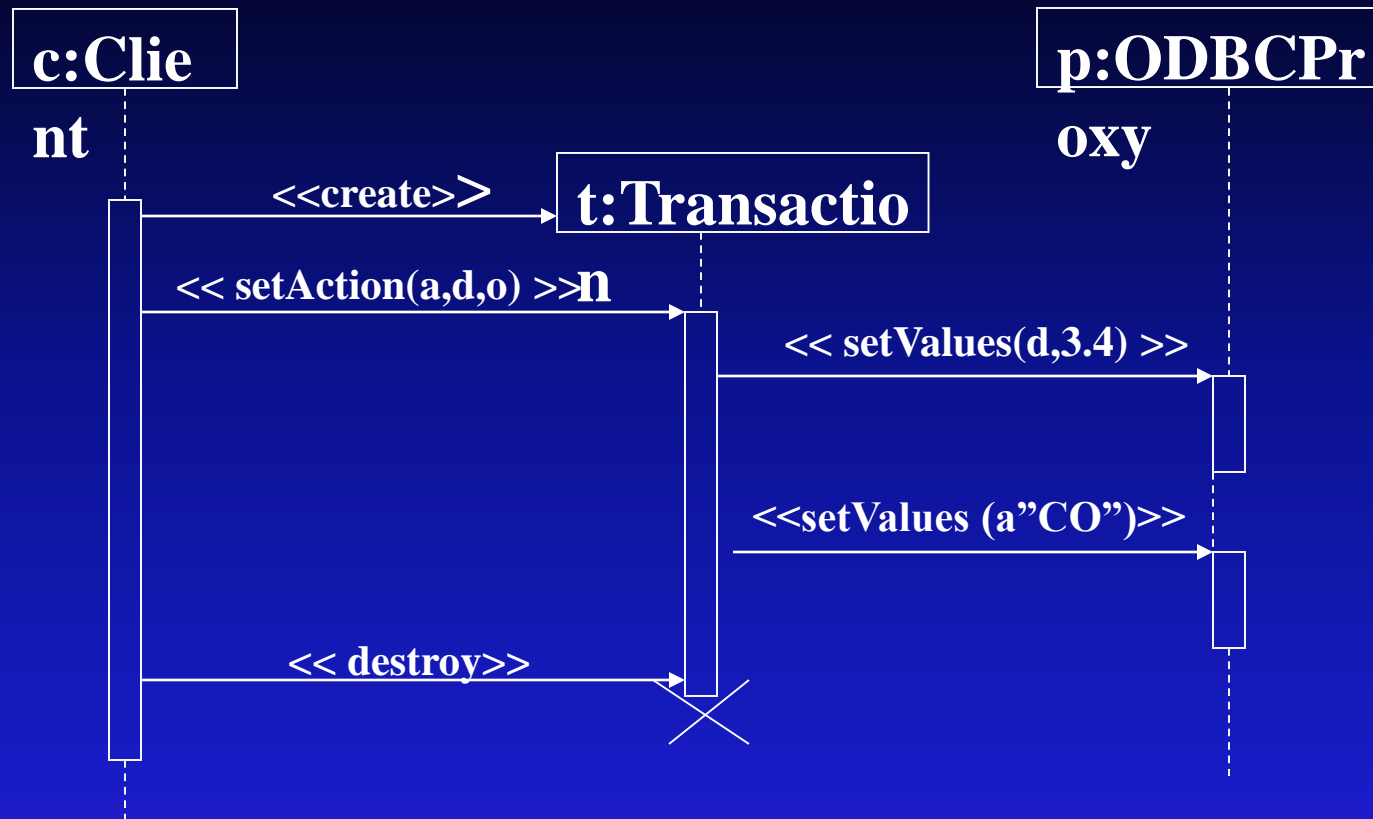 c:Clie
nt
p:ODBCPr
oxy
<<create>>
t:Transactio
n
<< setAction(a,d,o) >>
<< setValues(d,3.4) >>
<<setValues (a”CO”)>>
<< destroy>>